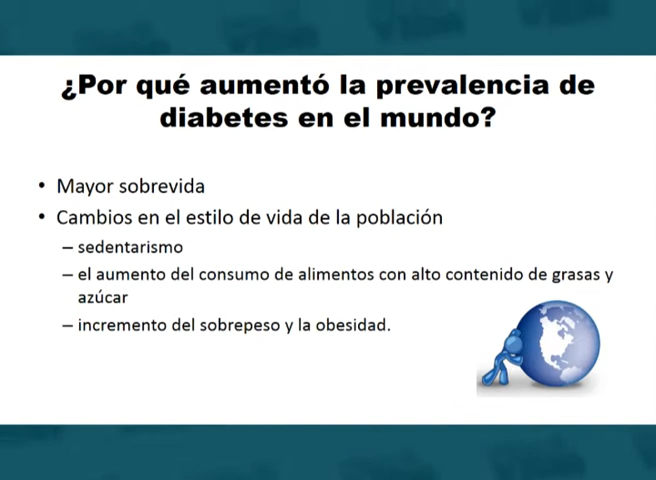 ¿Por qué aumentó la prevalencia de
diabetes en el mundo?
• Mayor sobrevida
• Cambios en el estilo de vida de la población
– sedentarismo
– el aumento del consumo de alimentos con alto contenido de grasas y
azúcar
– incremento del sobrepeso y la obesidad.